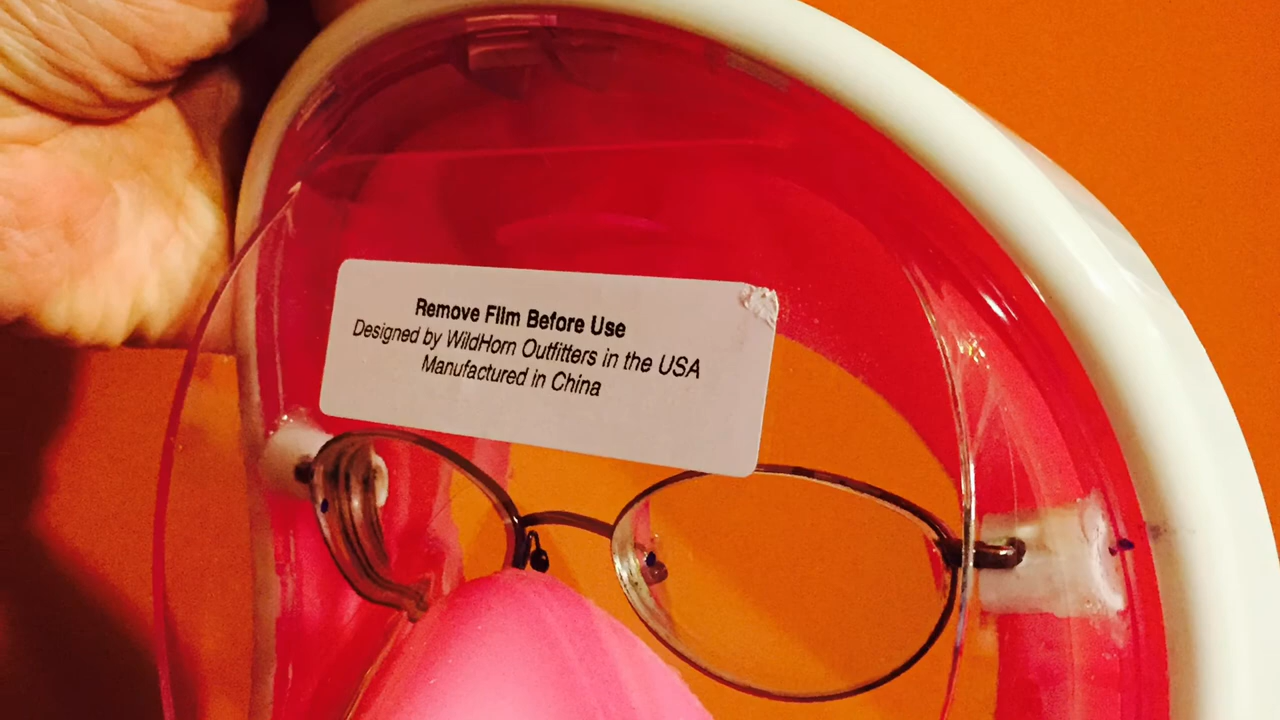 Remove Film Before Use
Designed by WildHorn Outfitters in the USA
Manufactured in China